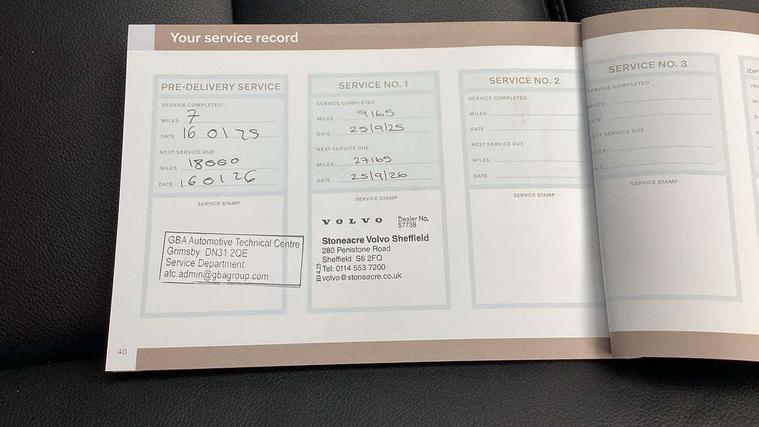 Your service record
PRE-DELIVERY SERVICE
SERVICE COMPLETED
MILES 7
DATE 16 01 25
NEXT SERVICE DUE
MILES 18000
DATE 16 01 26
SERVICE STAMP
GBA Automotive Technical Centre
Grimsby DN31 2QE
Service Department
atc.admin@gbagroup.com
SERVICE NO. 1
SERVICE COMPLETED
MILES 9165
DATE 25/9/25
NEXT SERVICE DUE
MILES 27165
DATE 25/9/26
SERVICE STAMP
VOLVO Dealer No.
57738
Stoneacre Volvo Sheffield
280 Penistone Road
Sheffield S6 2FQ
Tel: 0114 553 7200
volvo@stoneacre.co.uk
SERVICE NO. 2
SERVICE COMPLETED
MILES
DATE
NEXT SERVICE DUE
MILES
DATE
SERVICE STAMP
SERVICE NO. 3
SERVICE COMPLETED
MILES
DATE
NEXT SERVICE DUE
MILES
DATE
SERVICE STAMP
40